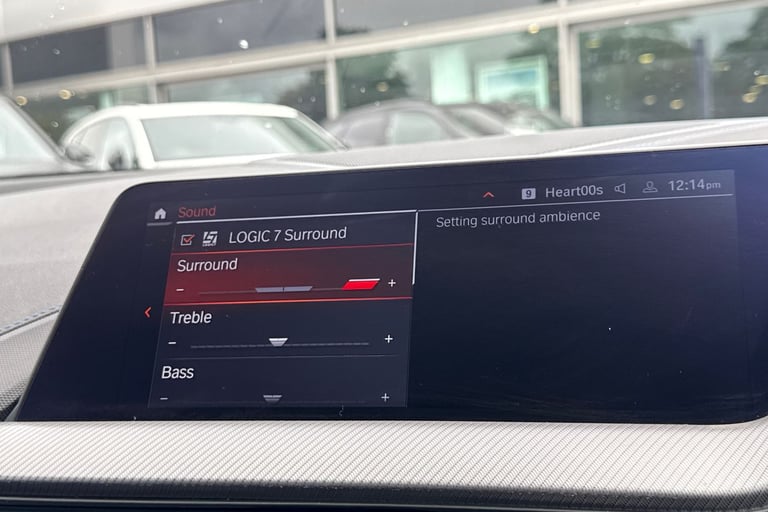 Sound
9 Heart00s 12:14pm
LOGIC 7 Surround
Setting surround ambience
Surround
− +
Treble
− +
Bass
− +